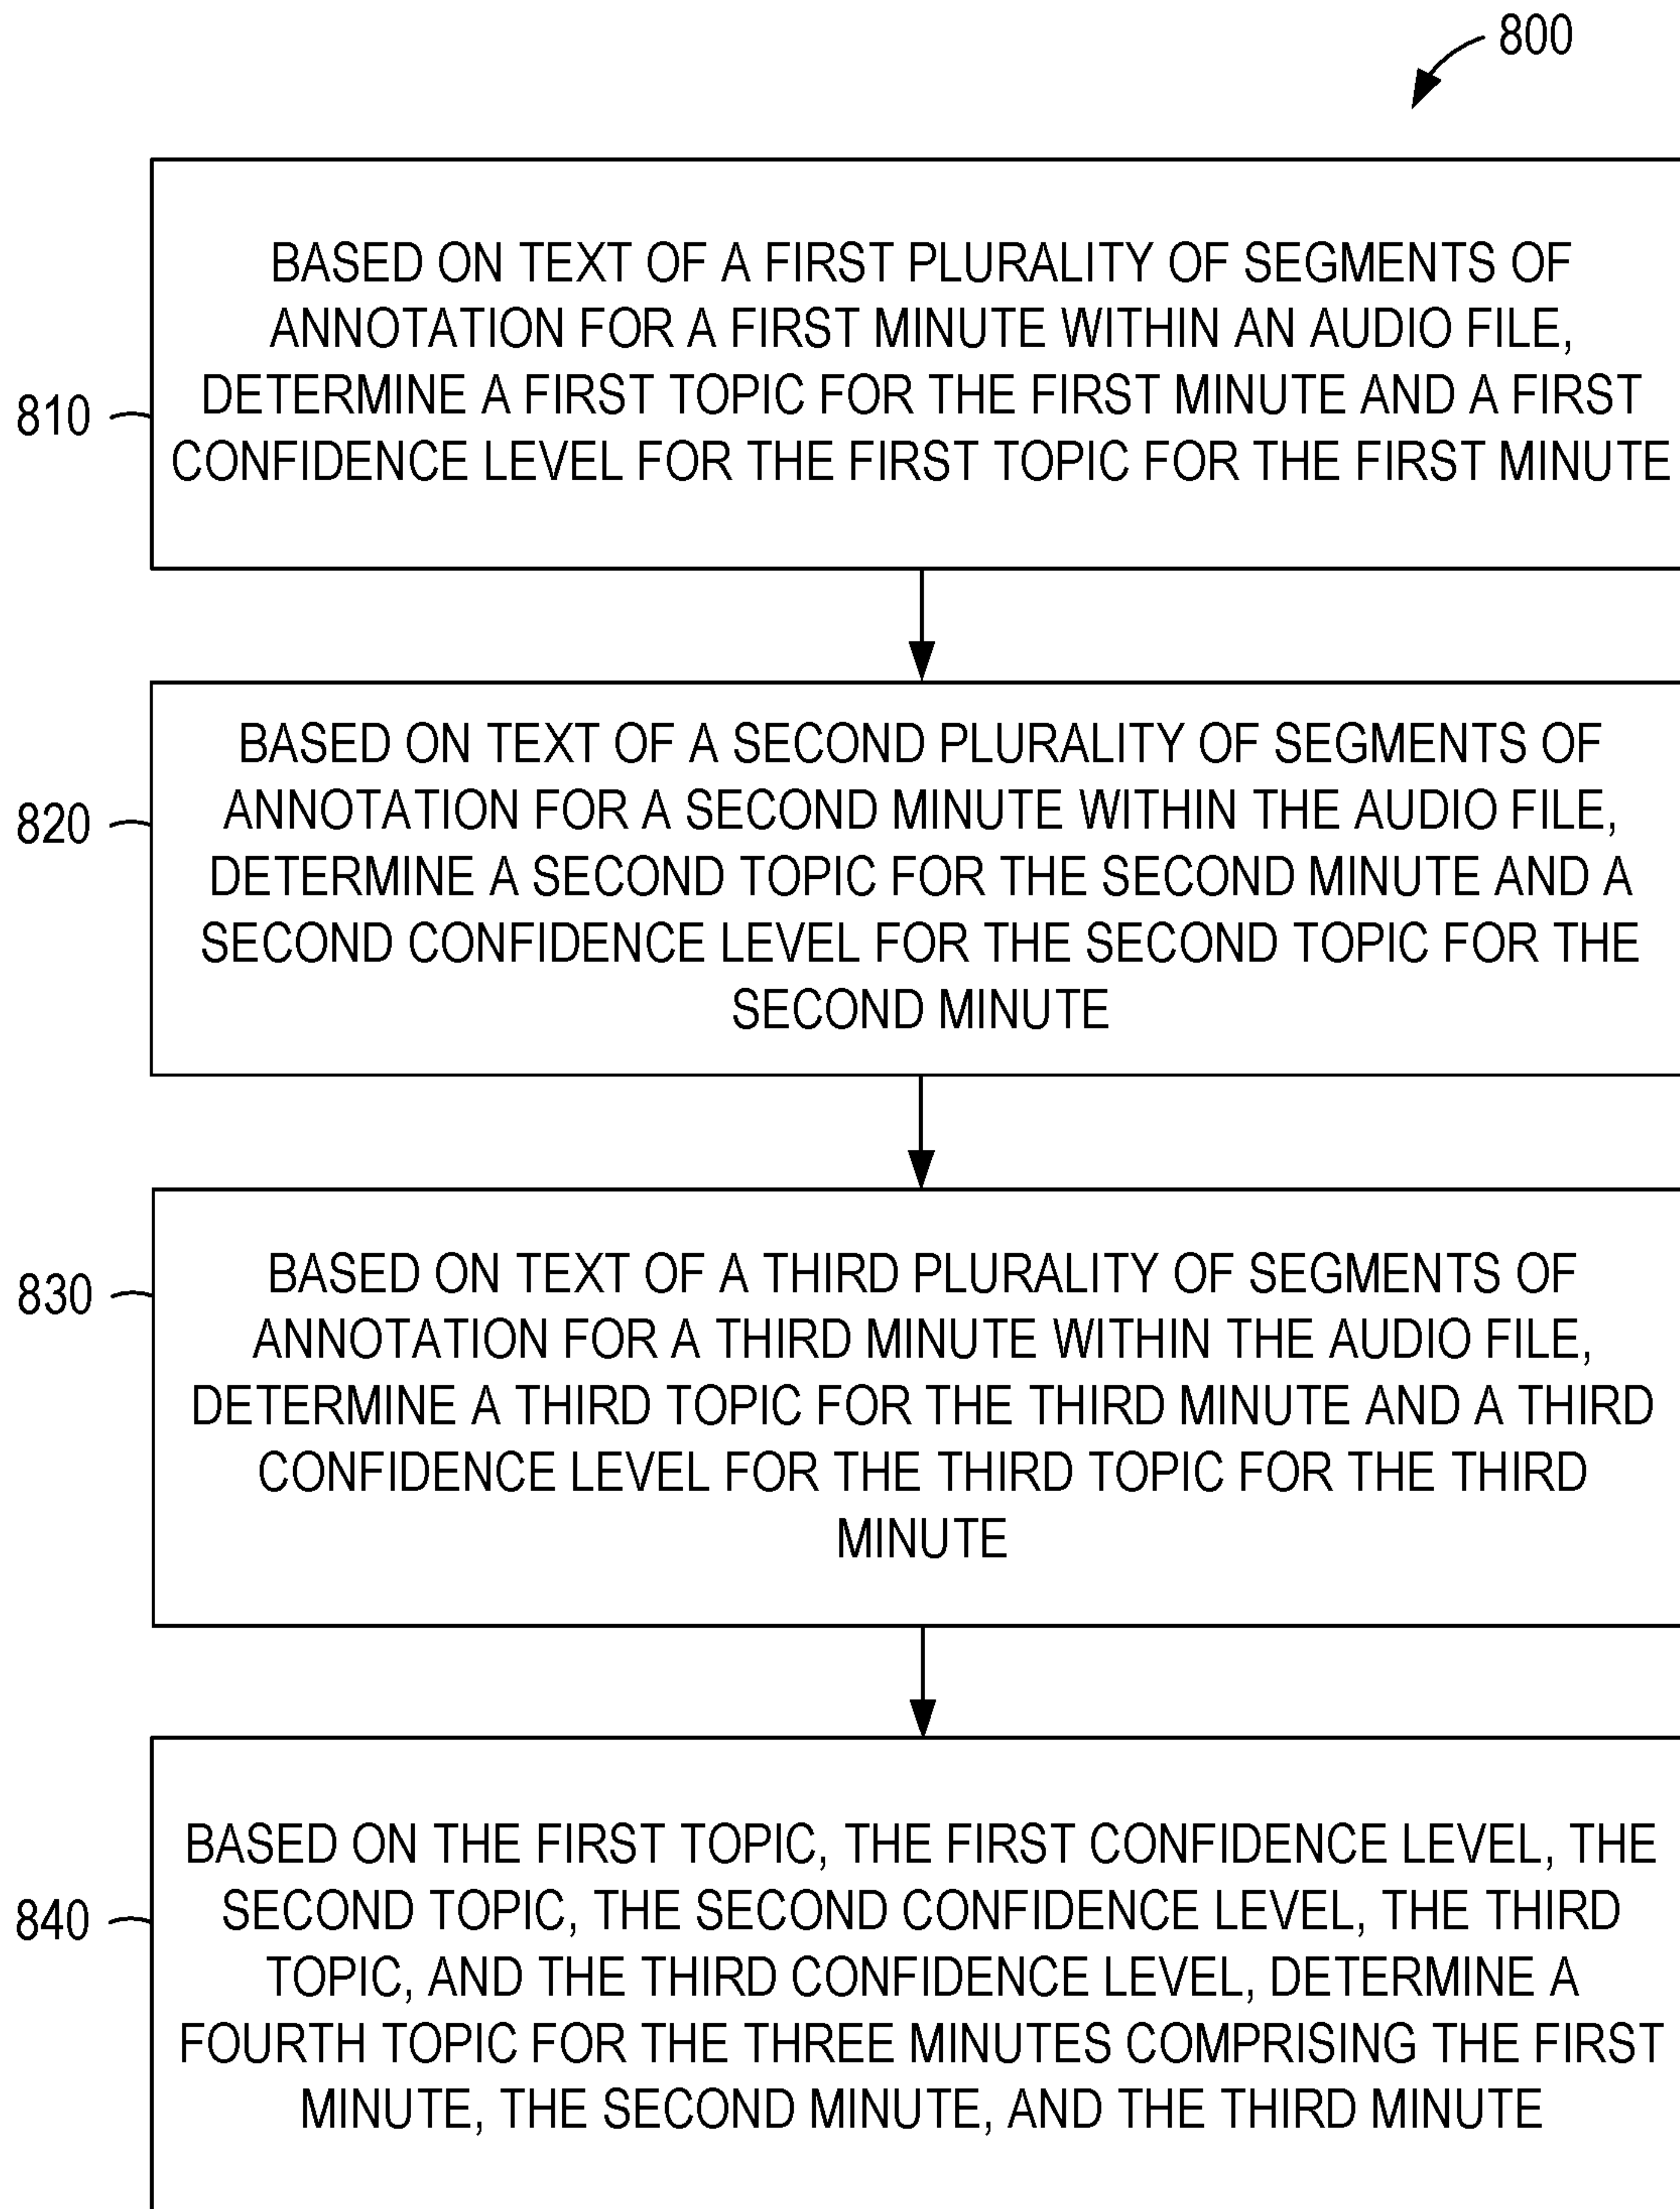 800
BASED ON TEXT OF A FIRST PLURALITY OF SEGMENTS OF
ANNOTATION FOR A FIRST MINUTE WITHIN AN AUDIO FILE,
DETERMINE A FIRST TOPIC FOR THE FIRST MINUTE AND A FIRST
CONFIDENCE LEVEL FOR THE FIRST TOPIC FOR THE FIRST MINUTE
810
BASED ON TEXT OF A SECOND PLURALITY OF SEGMENTS OF
ANNOTATION FOR A SECOND MINUTE WITHIN THE AUDIO FILE,
DETERMINE A SECOND TOPIC FOR THE SECOND MINUTE AND A
SECOND CONFIDENCE LEVEL FOR THE SECOND TOPIC FOR THE
SECOND MINUTE
820
BASED ON TEXT OF A THIRD PLURALITY OF SEGMENTS OF
ANNOTATION FOR A THIRD MINUTE WITHIN THE AUDIO FILE,
DETERMINE A THIRD TOPIC FOR THE THIRD MINUTE AND A THIRD
CONFIDENCE LEVEL FOR THE THIRD TOPIC FOR THE THIRD
MINUTE
830
BASED ON THE FIRST TOPIC, THE FIRST CONFIDENCE LEVEL, THE
SECOND TOPIC, THE SECOND CONFIDENCE LEVEL, THE THIRD
TOPIC, AND THE THIRD CONFIDENCE LEVEL, DETERMINE A
FOURTH TOPIC FOR THE THREE MINUTES COMPRISING THE FIRST
MINUTE, THE SECOND MINUTE, AND THE THIRD MINUTE
840